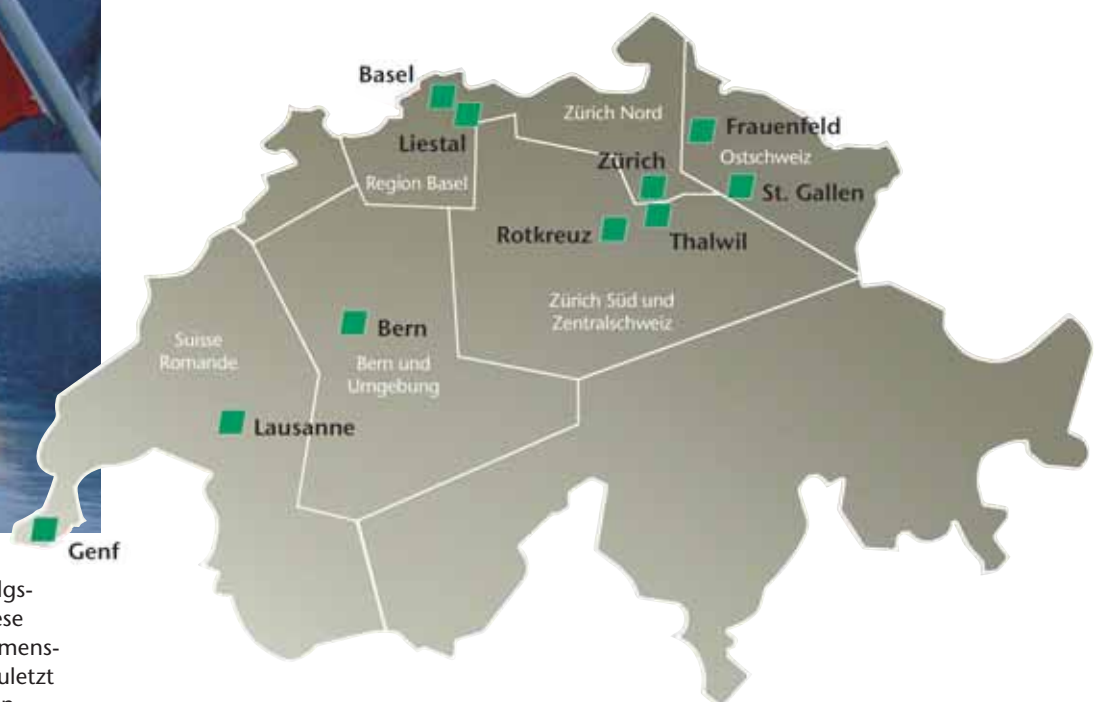 Basel
Liestal
Region Basel
Zürich Nord
Frauenfeld
Ostschweiz
Zürich
St. Gallen
Rotkreuz
Thalwil
Zürich Süd und
Zentralschweiz
Bern
Bern und
Umgebung
Suisse
Romande
Lausanne
Genf
lgs-
ese
mens-
uletzt